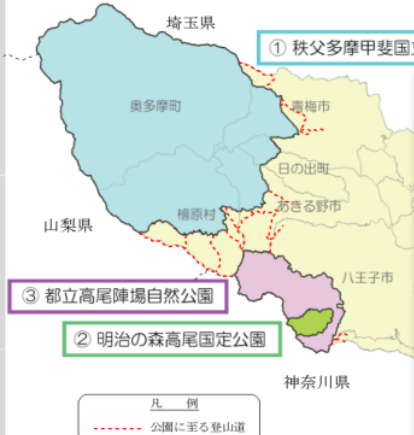 埼玉県
① 秩父多摩甲斐国
奥多摩町
青梅市
日の出町
あきる野市
檜原村
山梨県
八王子市
③ 都立高尾陣場自然公園
② 明治の森高尾国定公園
神奈川県
凡 例
公園に至る登山道